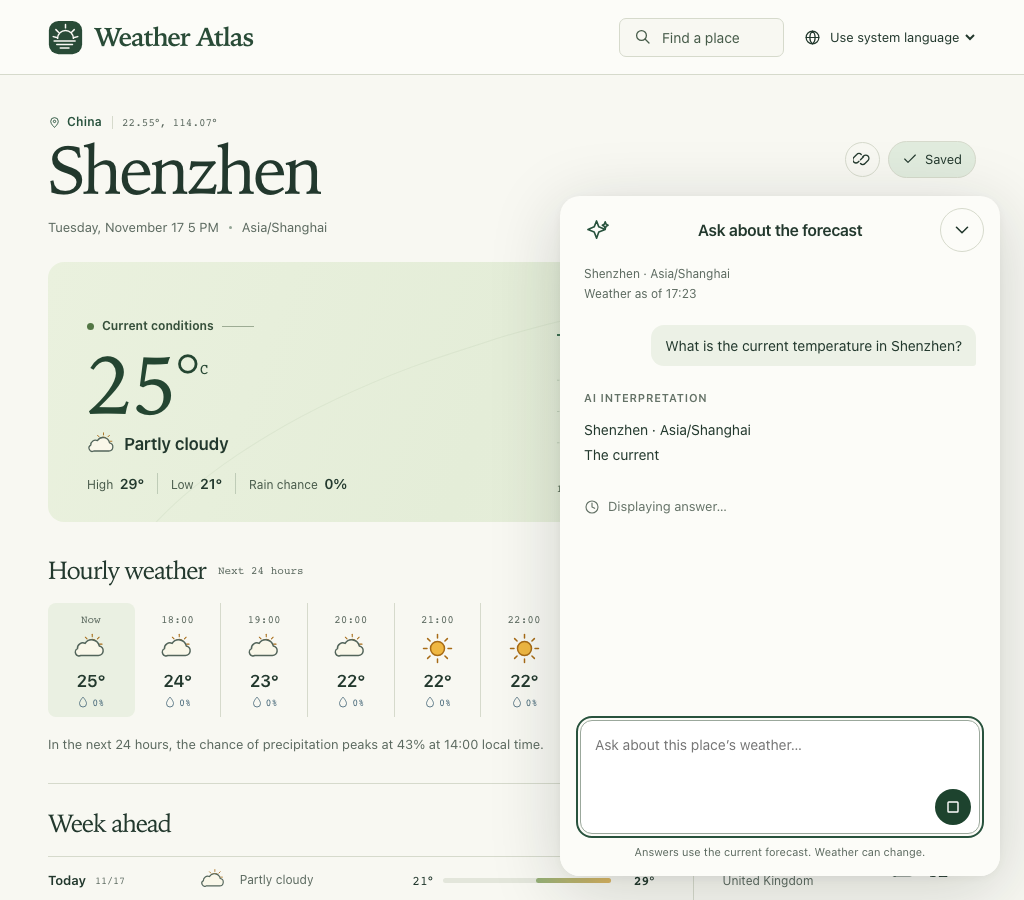 Weather Atlas
Find a place
Use system language
China
22.55°, 114.07°
Shenzhen
Saved
Tuesday, November 17 5 PM • Asia/Shanghai
Current conditions
25°C
Partly cloudy
High 29°
Low 21°
Rain chance 0%
Hourly weather
Next 24 hours
Now
25°
0%
18:00
24°
0%
19:00
23°
0%
20:00
22°
0%
21:00
22°
0%
22:00
22°
0%
In the next 24 hours, the chance of precipitation peaks at 43% at 14:00 local time.
Week ahead
Today 11/17
Partly cloudy
21°
29°
United Kingdom
Ask about the forecast
Shenzhen · Asia/Shanghai
Weather as of 17:23
What is the current temperature in Shenzhen?
AI INTERPRETATION
Shenzhen · Asia/Shanghai
The current
Displaying answer…
Ask about this place's weather…
Answers use the current forecast. Weather can change.